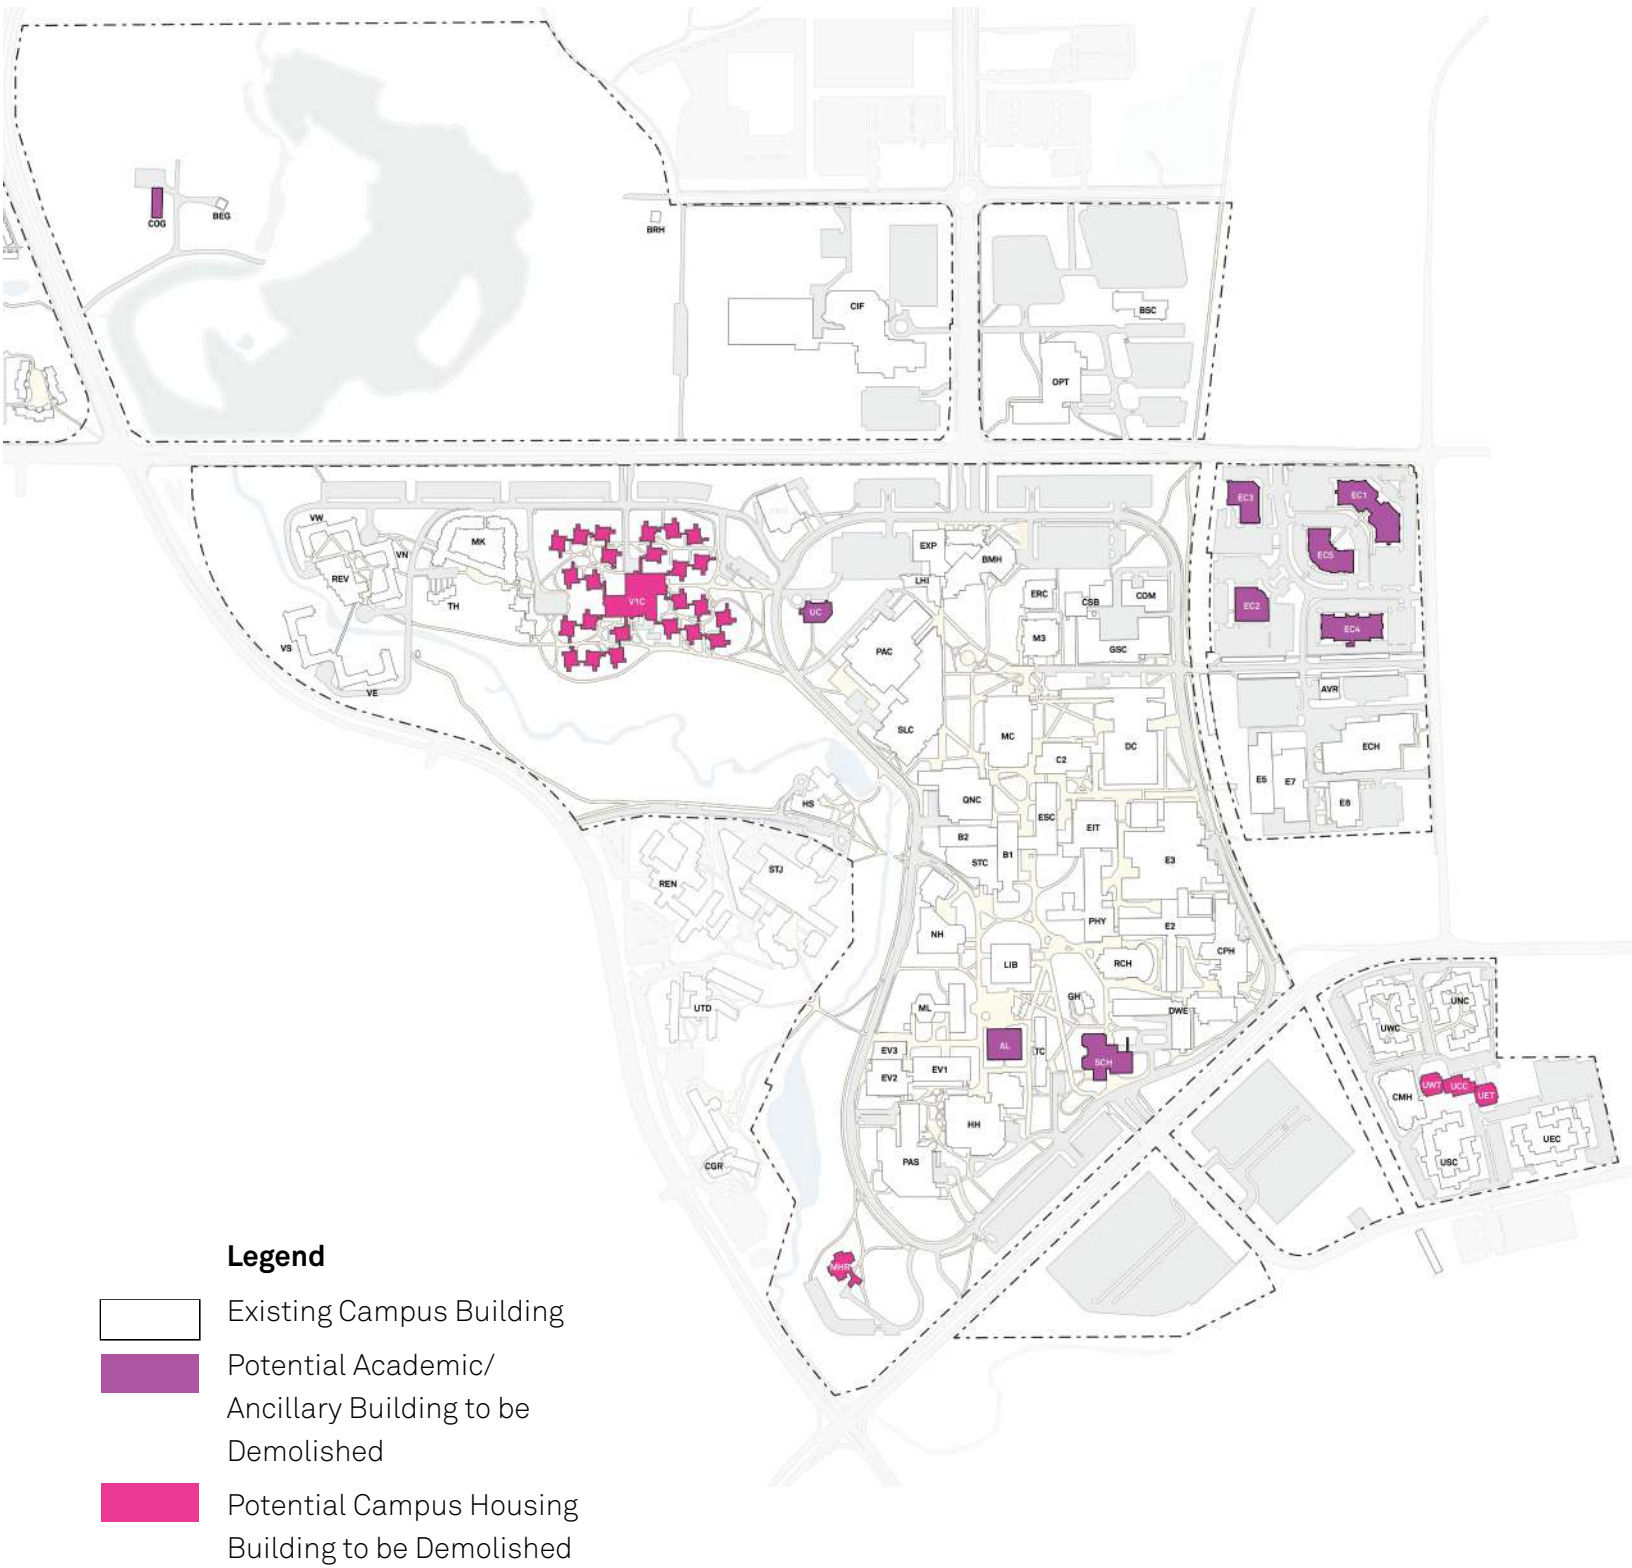 COG
BEG
BRH
CIF
BSC
OPT
VW
VN
MK
REV
TH
VS
VE
V1C
UC
EXP
BMH
LHI
ERC
CSB
COM
M3
GSC
PAC
SLC
MC
C2
DC
EC3
EC1
EC5
EC2
EC4
AVR
ECH
E5
E7
E6
HS
QNC
ESC
EIT
B2
B1
STC
E3
REN
STJ
NH
PHY
E2
CPH
LIB
RCH
UTD
ML
GH
DWE
EV3
AL
TC
SCH
EV2
EV1
HH
PAS
CGR
MHR
UWC
UNC
UWT
UCC
UET
CMH
USC
UEC
Legend
Existing Campus Building
Potential Academic/
Ancillary Building to be
Demolished
Potential Campus Housing
Building to be Demolished